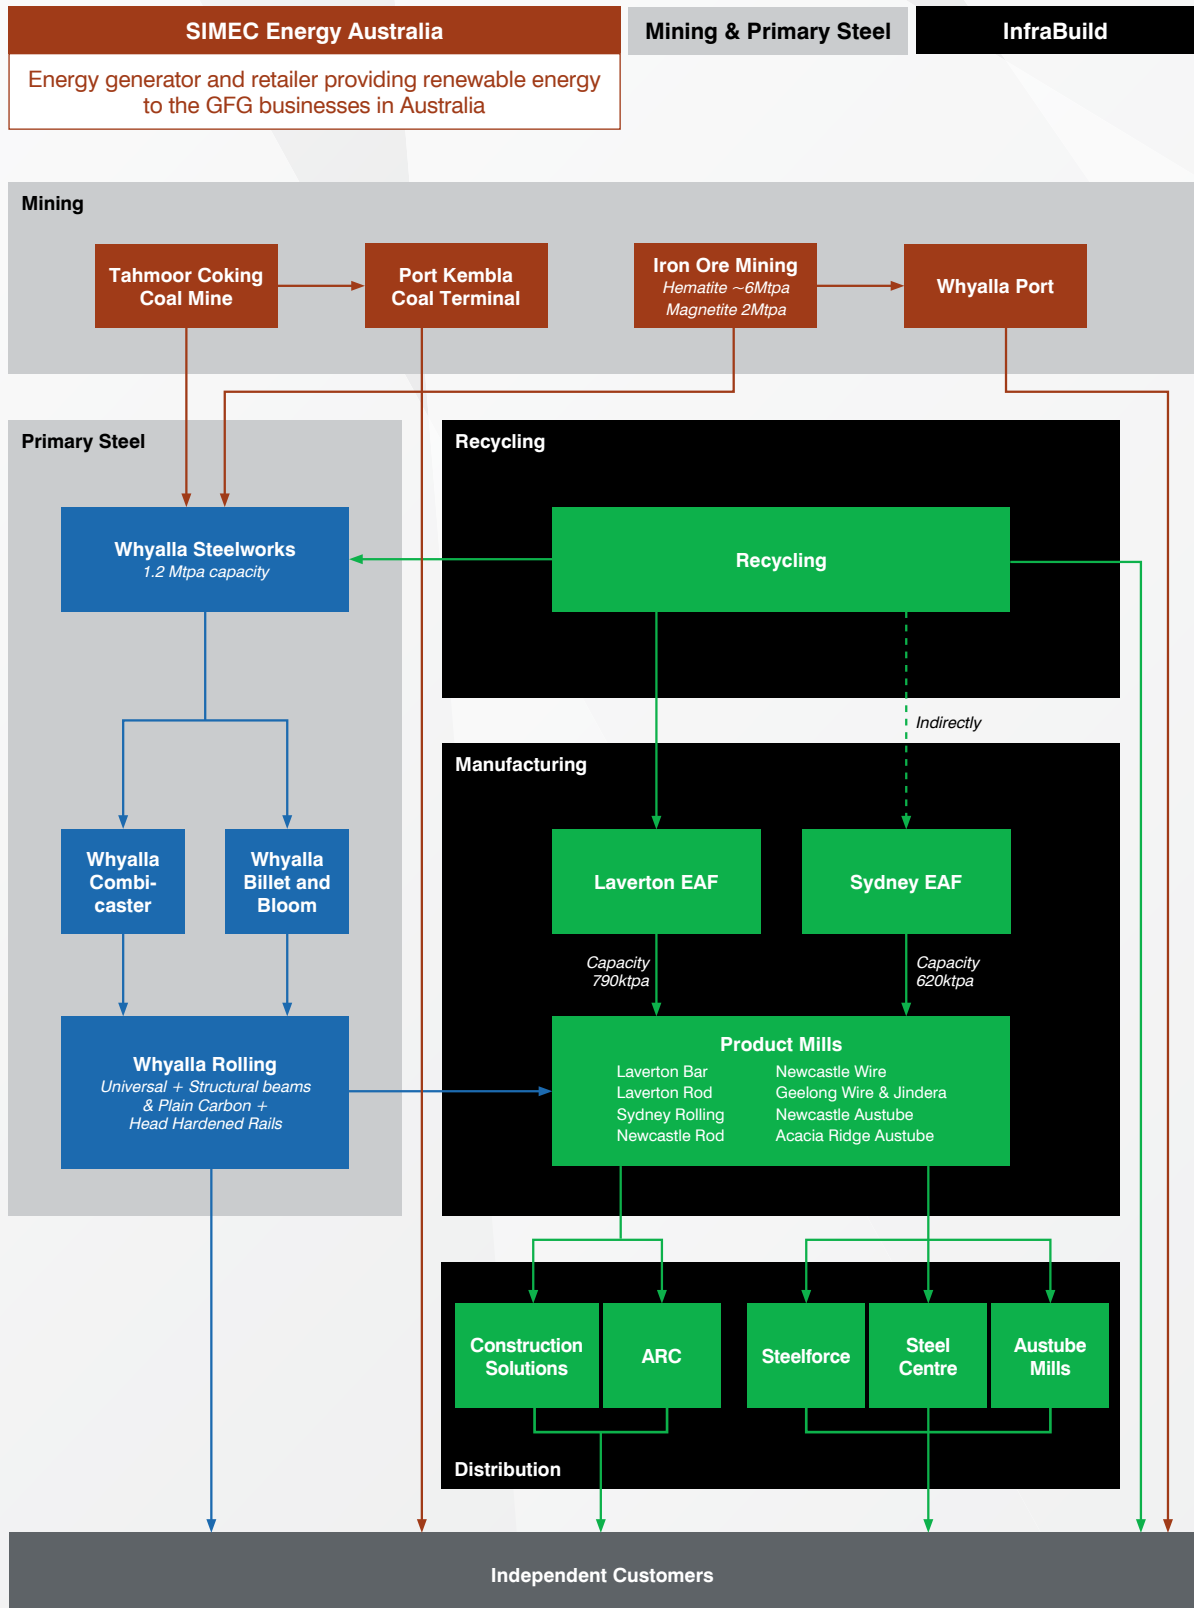 SIMEC Energy Australia
Mining & Primary Steel
InfraBuild
Energy generator and retailer providing renewable energy
to the GFG businesses in Australia
Mining
Tahmoor Coking
Coal Mine
Port Kembla
Coal Terminal
Iron Ore Mining
Hematite ~6Mtpa
Magnetite 2Mtpa
Whyalla Port
Primary Steel
Recycling
Whyalla Steelworks
1.2 Mtpa capacity
Recycling
Indirectly
Manufacturing
Whyalla
Combi-
caster
Whyalla
Billet and
Bloom
Laverton EAF
Sydney EAF
Capacity
790ktpa
Capacity
620ktpa
Whyalla Rolling
Universal + Structural beams
& Plain Carbon +
Head Hardened Rails
Product Mills
Laverton Bar
Laverton Rod
Sydney Rolling
Newcastle Rod
Newcastle Wire
Geelong Wire & Jindera
Newcastle Austube
Acacia Ridge Austube
Construction
Solutions
ARC
Steelforce
Steel
Centre
Austube
Mills
Distribution
Independent Customers